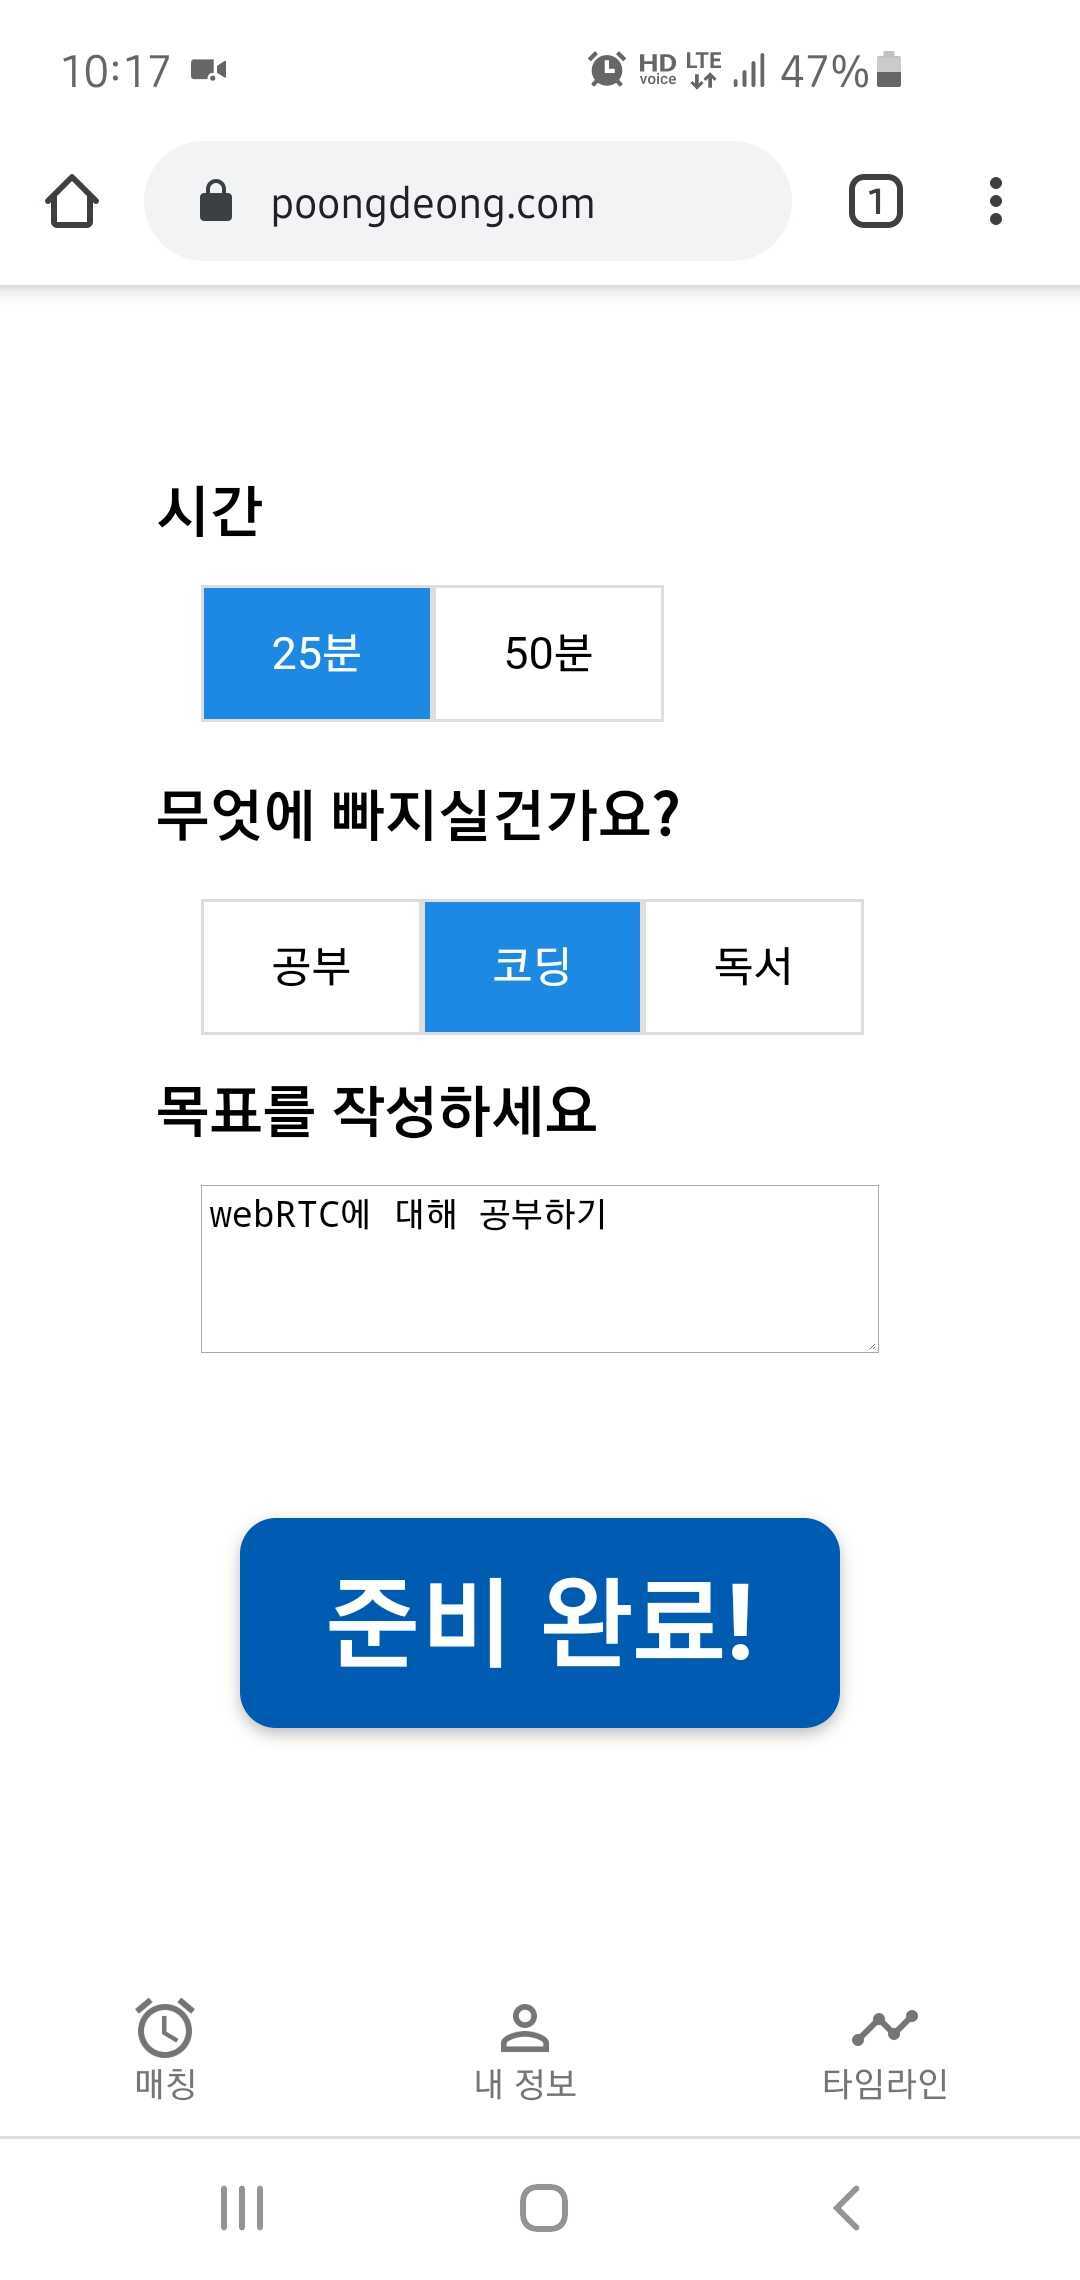 10:17 HD voice LTE 47%
poongdeong.com 1
시간
25분 50분
무엇에 빠지실건가요?
공부 코딩 독서
목표를 작성하세요
webRTC에 대해 공부하기
준비 완료!
매칭 내 정보 타임라인